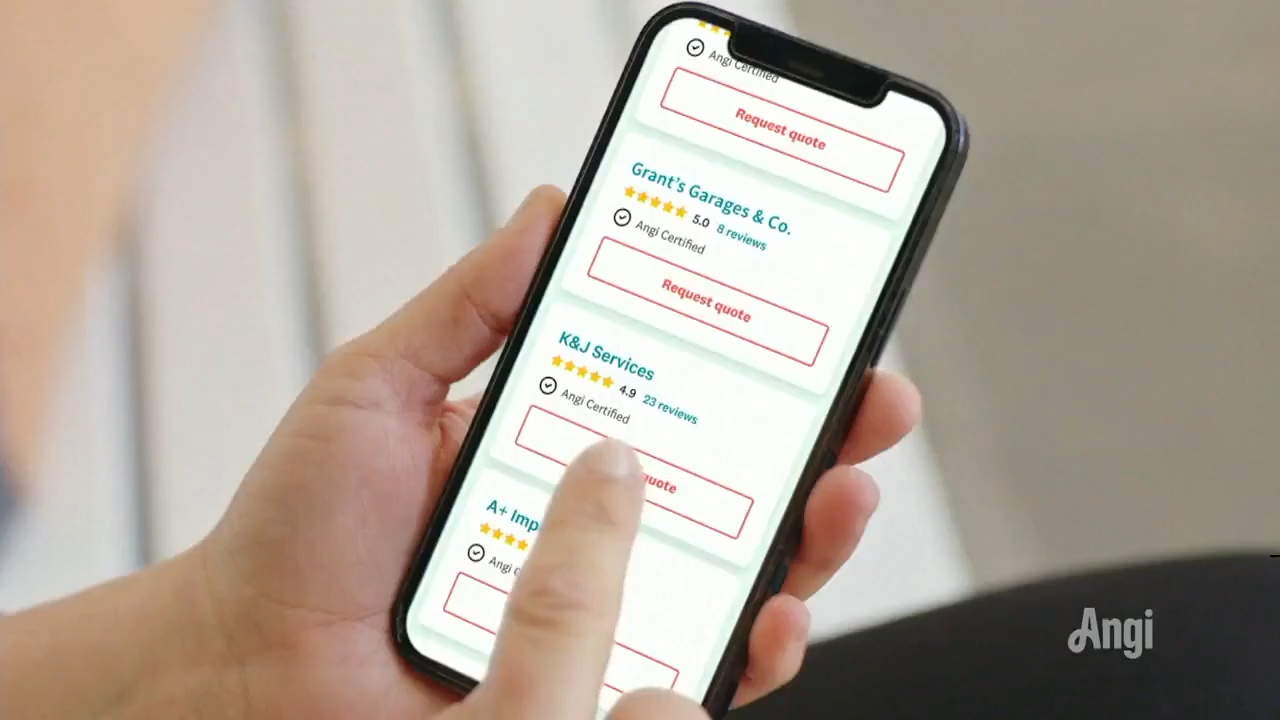 Angi Certified
Request quote
Grant's Garages & Co.
5.0 8 reviews
Angi Certified
Request quote
K&J Services
4.9 23 reviews
Angi Certified
quote
A+
Angi
Angi